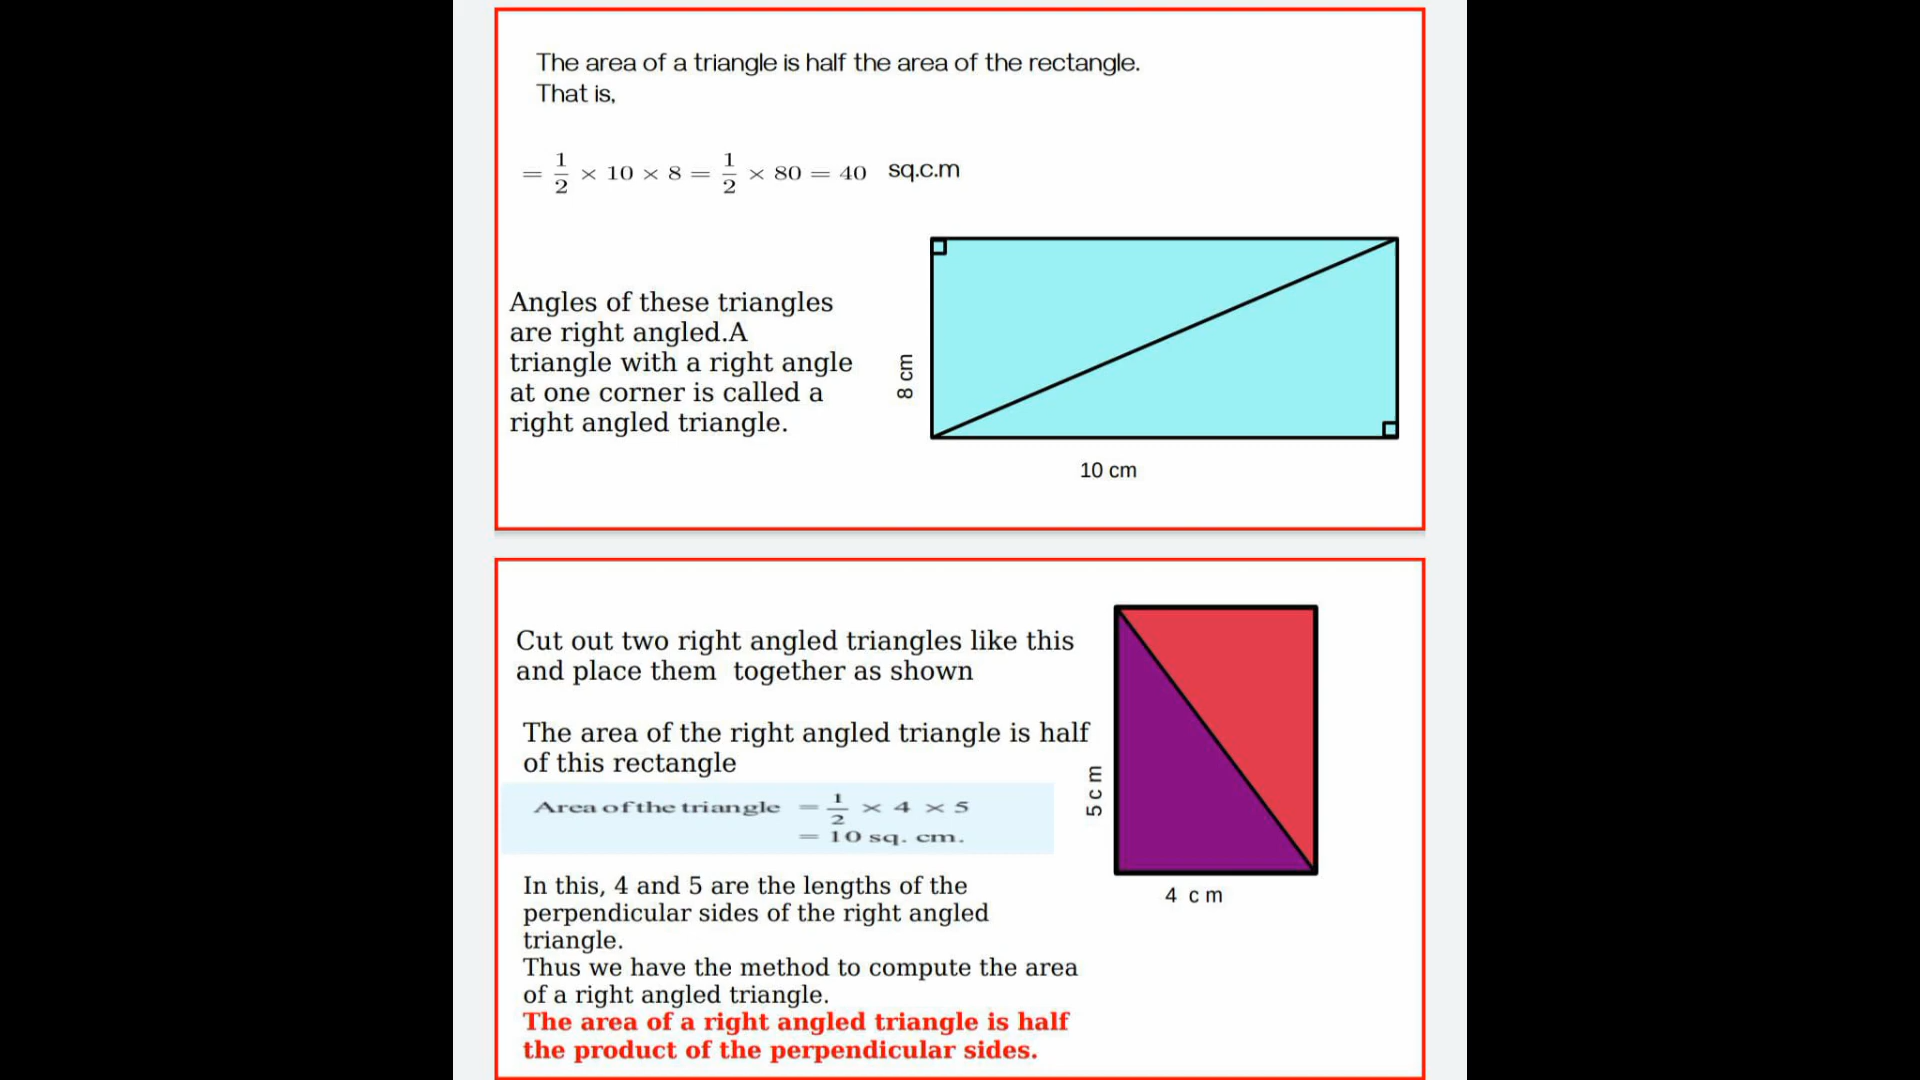 The area of a triangle is half the area of the rectangle.
That is,
= 1/2 × 10 × 8 = 1/2 × 80 = 40 sq.c.m
Angles of these triangles
are right angled.A
triangle with a right angle
at one corner is called a
right angled triangle.
8 cm
10 cm
Cut out two right angled triangles like this
and place them together as shown
The area of the right angled triangle is half
of this rectangle
Area of the triangle = 1/2 × 4 × 5
= 10 sq. cm.
5 c m
4 c m
In this, 4 and 5 are the lengths of the
perpendicular sides of the right angled
triangle.
Thus we have the method to compute the area
of a right angled triangle.
The area of a right angled triangle is half
the product of the perpendicular sides.